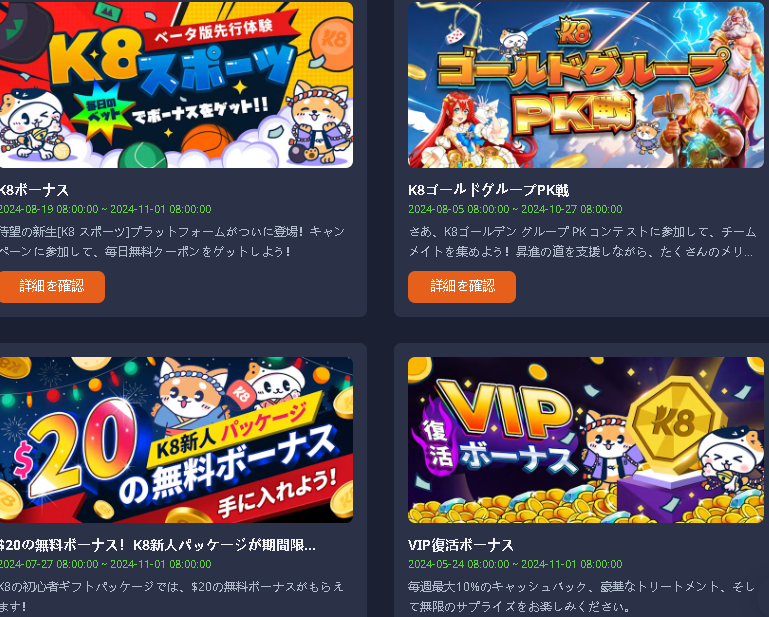 ベータ版先行体験
K8
スポーツ
毎日の
ベット
でボーナスをゲット!!
K8
K8ボーナス
2024-08-19 08:00:00 ~ 2024-11-01 08:00:00
待望の新生[K8 スポーツ]プラットフォームがついに登場！キャン
ペーンに参加して、毎日無料クーポンをゲットしよう！
詳細を確認
K8
ゴールドグループ
PK戦
K8ゴールドグループPK戦
2024-08-05 08:00:00 ~ 2024-10-27 08:00:00
さあ、K8ゴールデン グループ PK コンテストに参加して、チーム
メイトを集めよう！昇進の道を支援しながら、たくさんのメリ...
詳細を確認
$20
K8
K8新人パッケージ
の無料ボーナス
手に入れよう!
$20の無料ボーナス！K8新人パッケージが期間限...
2024-07-27 08:00:00 ~ 2024-11-01 08:00:00
K8の初心者ギフトパッケージでは、$20の無料ボーナスがもらえ
ます！
VIP
復活
ボーナス
K8
VIP復活ボーナス
2024-05-24 08:00:00 ~ 2024-11-01 08:00:00
毎週最大10%のキャッシュバック、豪華なトリートメント、そし
て無限のサプライズをお楽しみください。